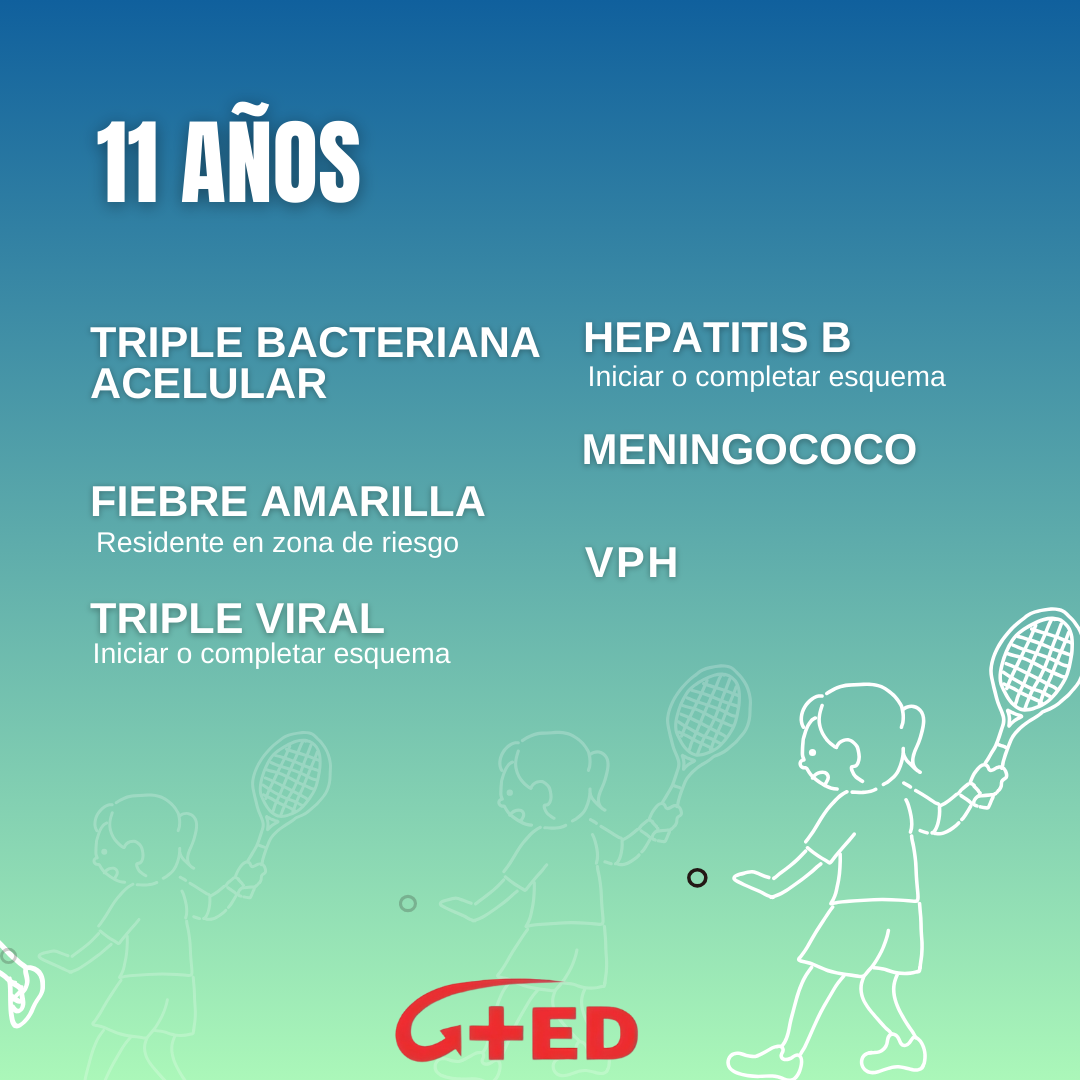 11 AÑOS
TRIPLE BACTERIANA
ACELULAR
FIEBRE AMARILLA
Residente en zona de riesgo
TRIPLE VIRAL
Iniciar o completar esquema
HEPATITIS B
Iniciar o completar esquema
MENINGOCOCO
VPH
G+ED